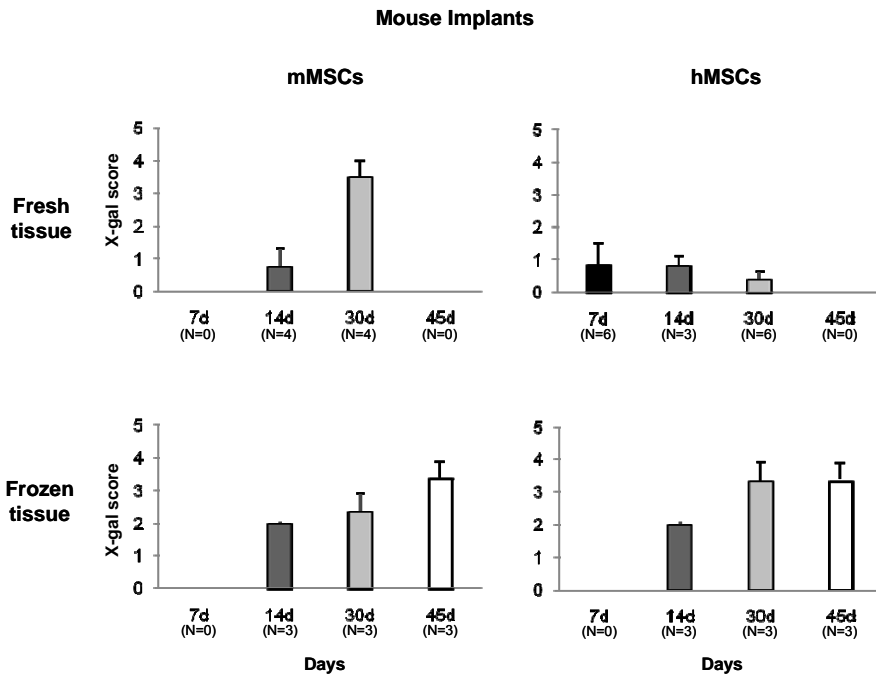 Mouse Implants
mMSCs
hMSCs
Fresh
tissue
X-gal score
5
4
3
2
1
0
7d 14d 30d 45d
(N=0) (N=4) (N=4) (N=0)
5
4
3
2
1
0
7d 14d 30d 45d
(N=6) (N=3) (N=6) (N=0)
Frozen
tissue
X-gal score
5
4
3
2
1
0
7d 14d 30d 45d
(N=0) (N=3) (N=3) (N=3)
Days
5
4
3
2
1
0
7d 14d 30d 45d
(N=0) (N=3) (N=3) (N=3)
Days